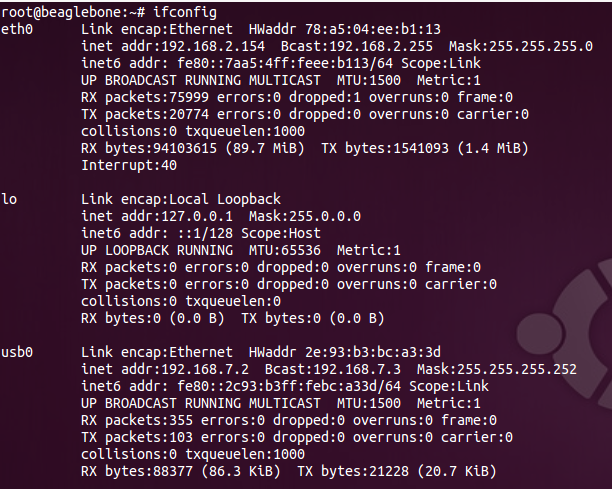 root@beaglebone:~# ifconfig
eth0      Link encap:Ethernet  HWaddr 78:a5:04:ee:b1:13
          inet addr:192.168.2.154  Bcast:192.168.2.255  Mask:255.255.255.0
          inet6 addr: fe80::7aa5:4ff:feee:b113/64 Scope:Link
          UP BROADCAST RUNNING MULTICAST  MTU:1500  Metric:1
          RX packets:75999 errors:0 dropped:1 overruns:0 frame:0
          TX packets:20774 errors:0 dropped:0 overruns:0 carrier:0
          collisions:0 txqueuelen:1000
          RX bytes:94103615 (89.7 MiB)  TX bytes:1541093 (1.4 MiB)
          Interrupt:40
lo        Link encap:Local Loopback
          inet addr:127.0.0.1  Mask:255.0.0.0
          inet6 addr: ::1/128 Scope:Host
          UP LOOPBACK RUNNING  MTU:65536  Metric:1
          RX packets:0 errors:0 dropped:0 overruns:0 frame:0
          TX packets:0 errors:0 dropped:0 overruns:0 carrier:0
          collisions:0 txqueuelen:0
          RX bytes:0 (0.0 B)  TX bytes:0 (0.0 B)
usb0      Link encap:Ethernet  HWaddr 2e:93:b3:bc:a3:3d
          inet addr:192.168.7.2  Bcast:192.168.7.3  Mask:255.255.255.252
          inet6 addr: fe80::2c93:b3ff:febc:a33d/64 Scope:Link
          UP BROADCAST RUNNING MULTICAST  MTU:1500  Metric:1
          RX packets:355 errors:0 dropped:0 overruns:0 frame:0
          TX packets:103 errors:0 dropped:0 overruns:0 carrier:0
          collisions:0 txqueuelen:1000
          RX bytes:88377 (86.3 KiB)  TX bytes:21228 (20.7 KiB)